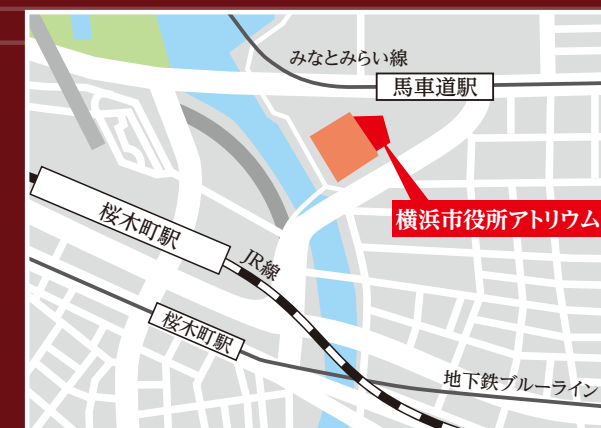 みなとみらい線
馬車道駅
横浜市役所アトリウム
桜木町駅
JR線
桜木町駅
地下鉄ブルーライン